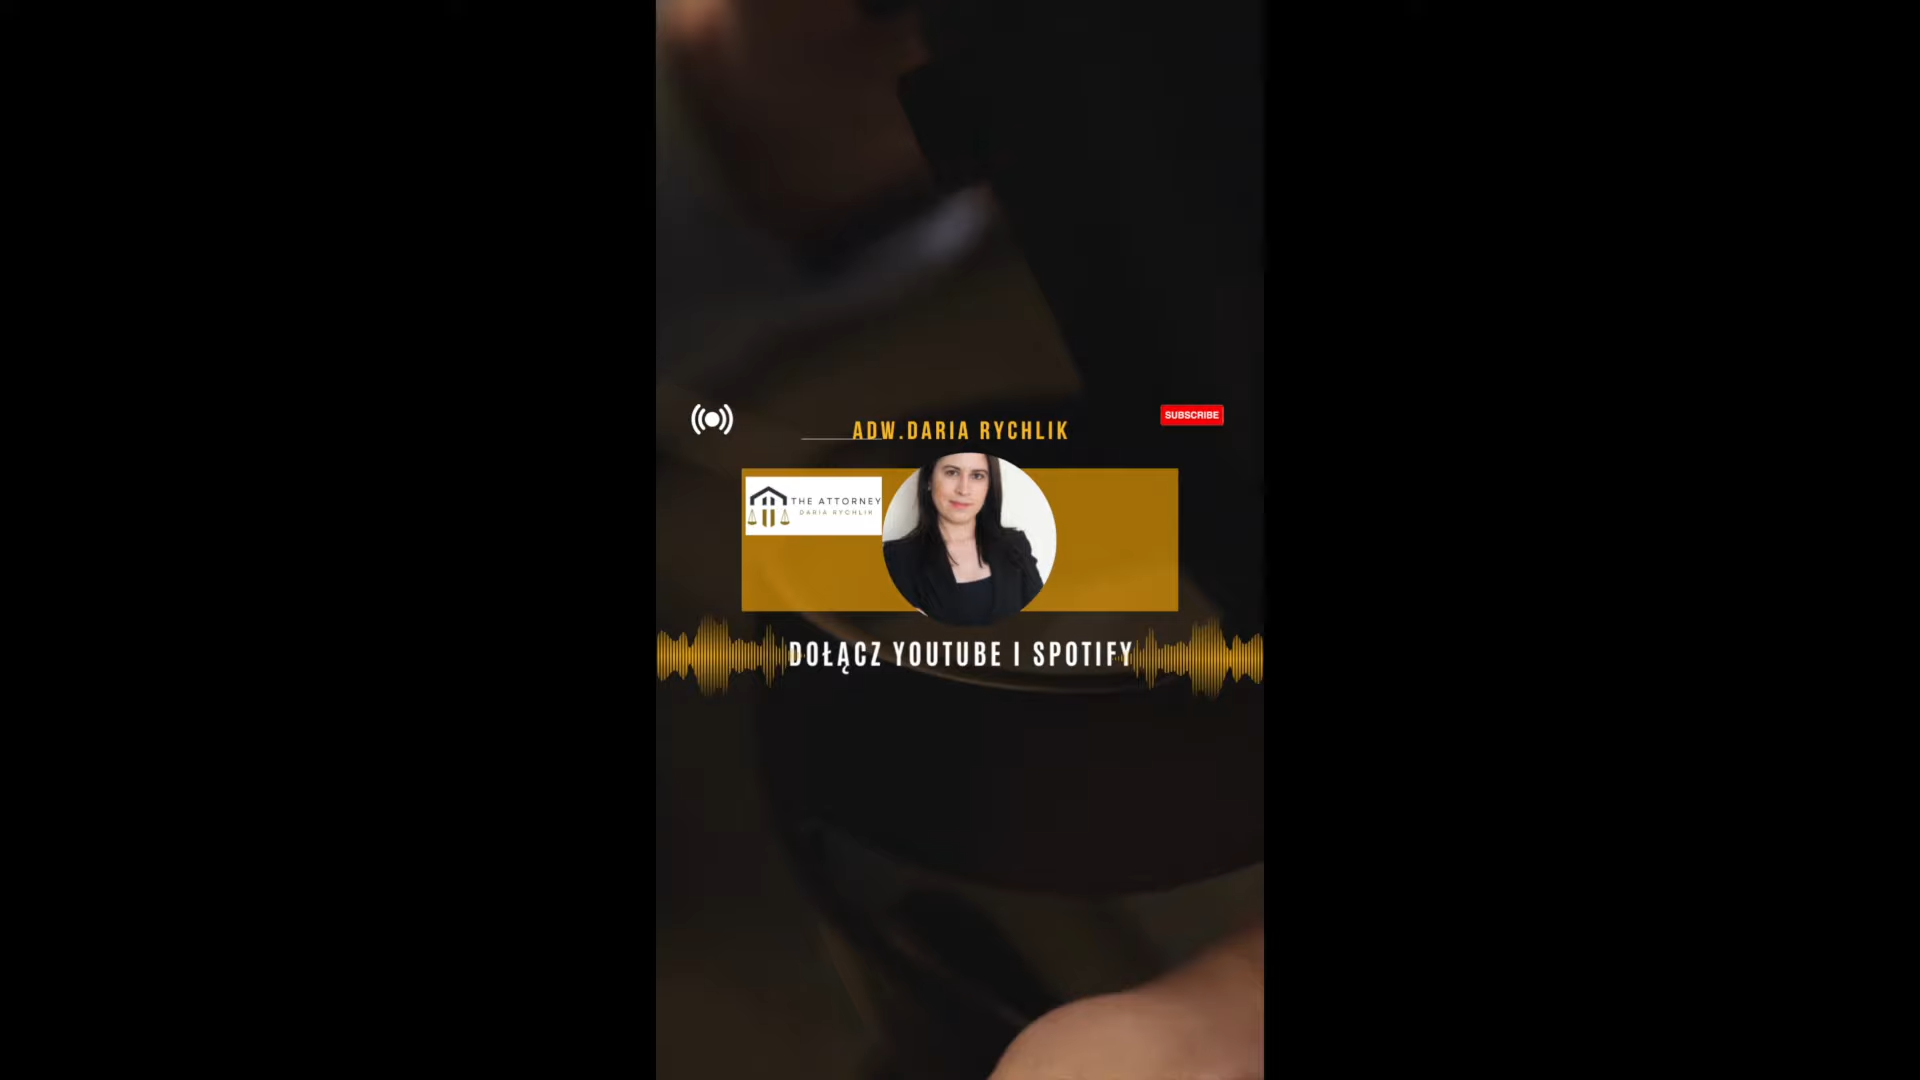 ADW.DARIA RYCHLIK
SUBSCRIBE
THE ATTORNEY
DARIA RYCHLIK
DOŁĄCZ YOUTUBE I SPOTIFY